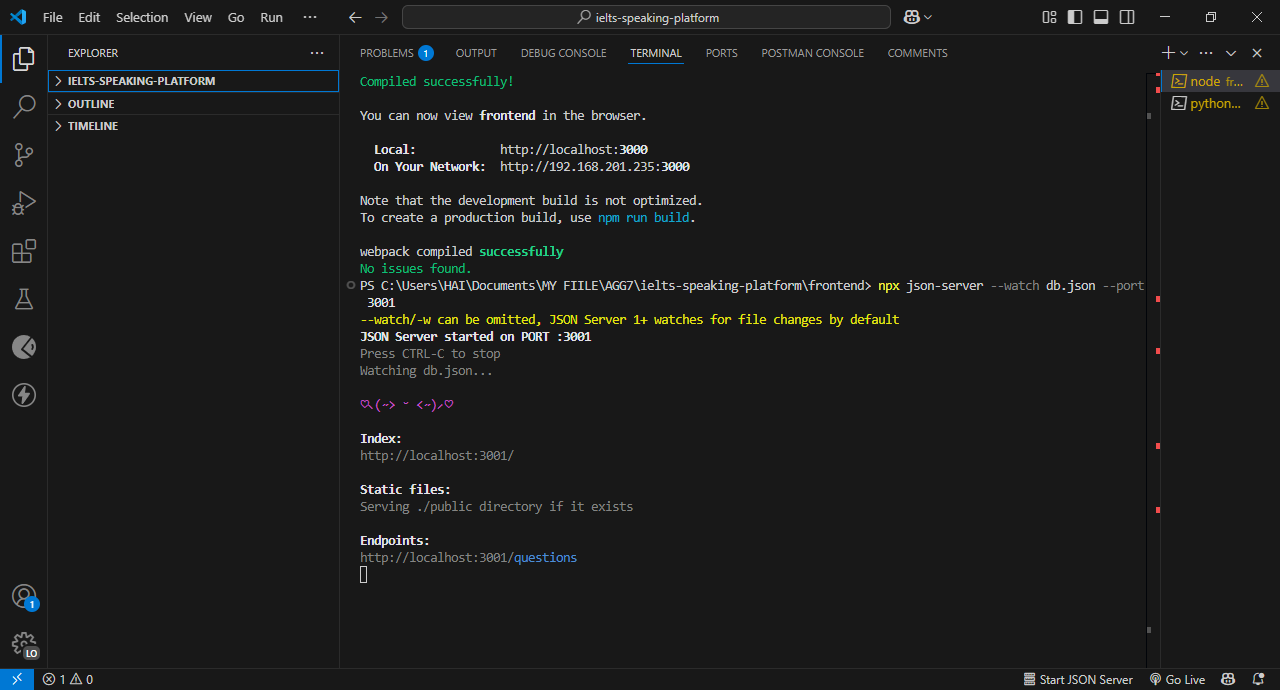 File Edit Selection View Go Run ··· ielts-speaking-platform
EXPLORER ···
IELTS-SPEAKING-PLATFORM
OUTLINE
TIMELINE
PROBLEMS 1 OUTPUT DEBUG CONSOLE TERMINAL PORTS POSTMAN CONSOLE COMMENTS
Compiled successfully!
You can now view frontend in the browser.
Local: http://localhost:3000
On Your Network: http://192.168.201.235:3000
Note that the development build is not optimized.
To create a production build, use npm run build.
webpack compiled successfully
No issues found.
PS C:\Users\HAI\Documents\MY FIILE\AGG7\ielts-speaking-platform\frontend> npx json-server --watch db.json --port
3001
--watch/-w can be omitted, JSON Server 1+ watches for file changes by default
JSON Server started on PORT :3001
Press CTRL-C to stop
Watching db.json...
♡⸜(˶˃ ᵕ ˂˶)⸝♡
Index:
http://localhost:3001/
Static files:
Serving ./public directory if it exists
Endpoints:
http://localhost:3001/questions
node fr...
python...
1
LO
1 0
Start JSON Server Go Live